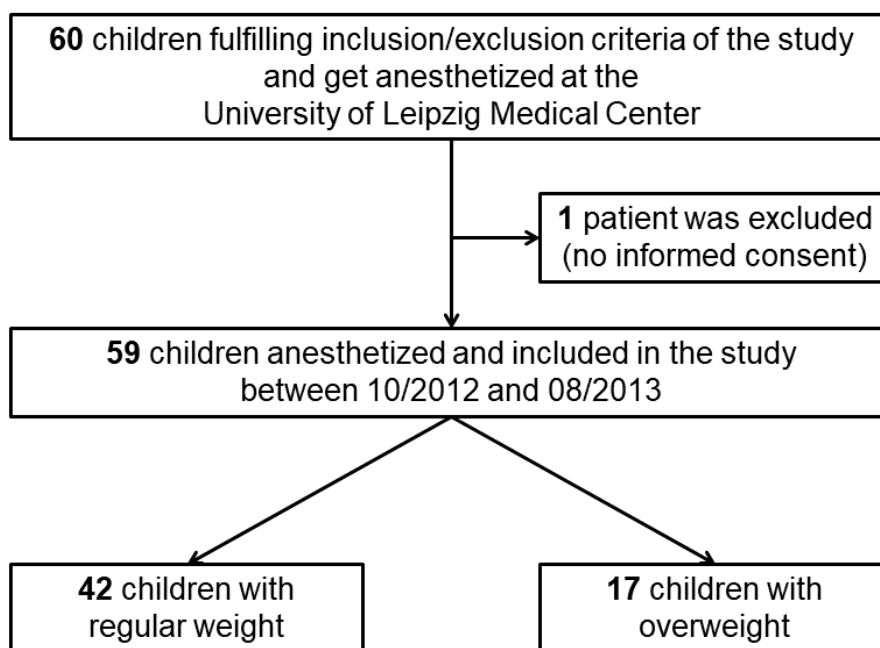 60 children fulfilling inclusion/exclusion criteria of the study
and get anesthetized at the
University of Leipzig Medical Center
1 patient was excluded
(no informed consent)
59 children anesthetized and included in the study
between 10/2012 and 08/2013
42 children with
regular weight
17 children with
overweight